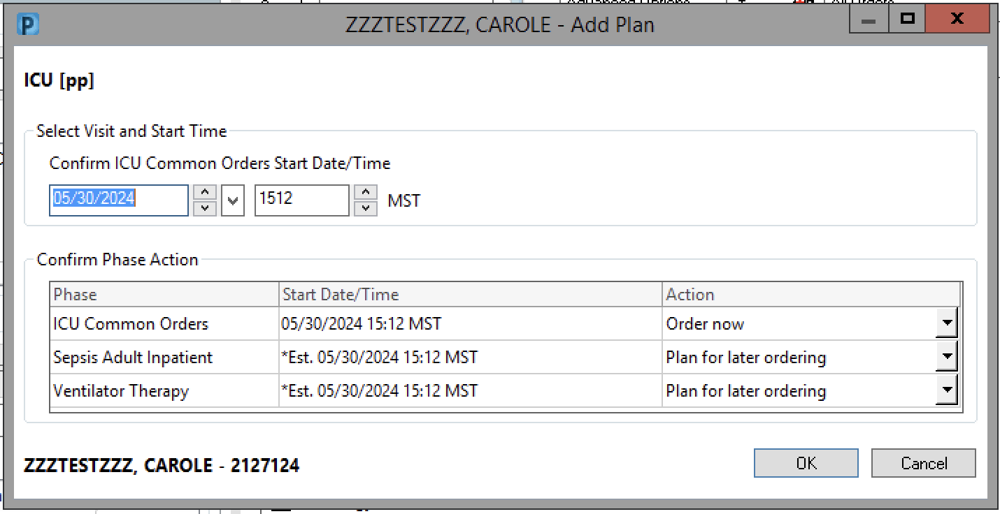 ZZZTESTZZZ, CAROLE - Add Plan
ICU [pp]
Select Visit and Start Time
Confirm ICU Common Orders Start Date/Time
05/30/2024 1512 MST
Confirm Phase Action
Phase Start Date/Time Action
ICU Common Orders 05/30/2024 15:12 MST Order now
Sepsis Adult Inpatient *Est. 05/30/2024 15:12 MST Plan for later ordering
Ventilator Therapy *Est. 05/30/2024 15:12 MST Plan for later ordering
ZZZTESTZZZ, CAROLE - 2127124 OK Cancel